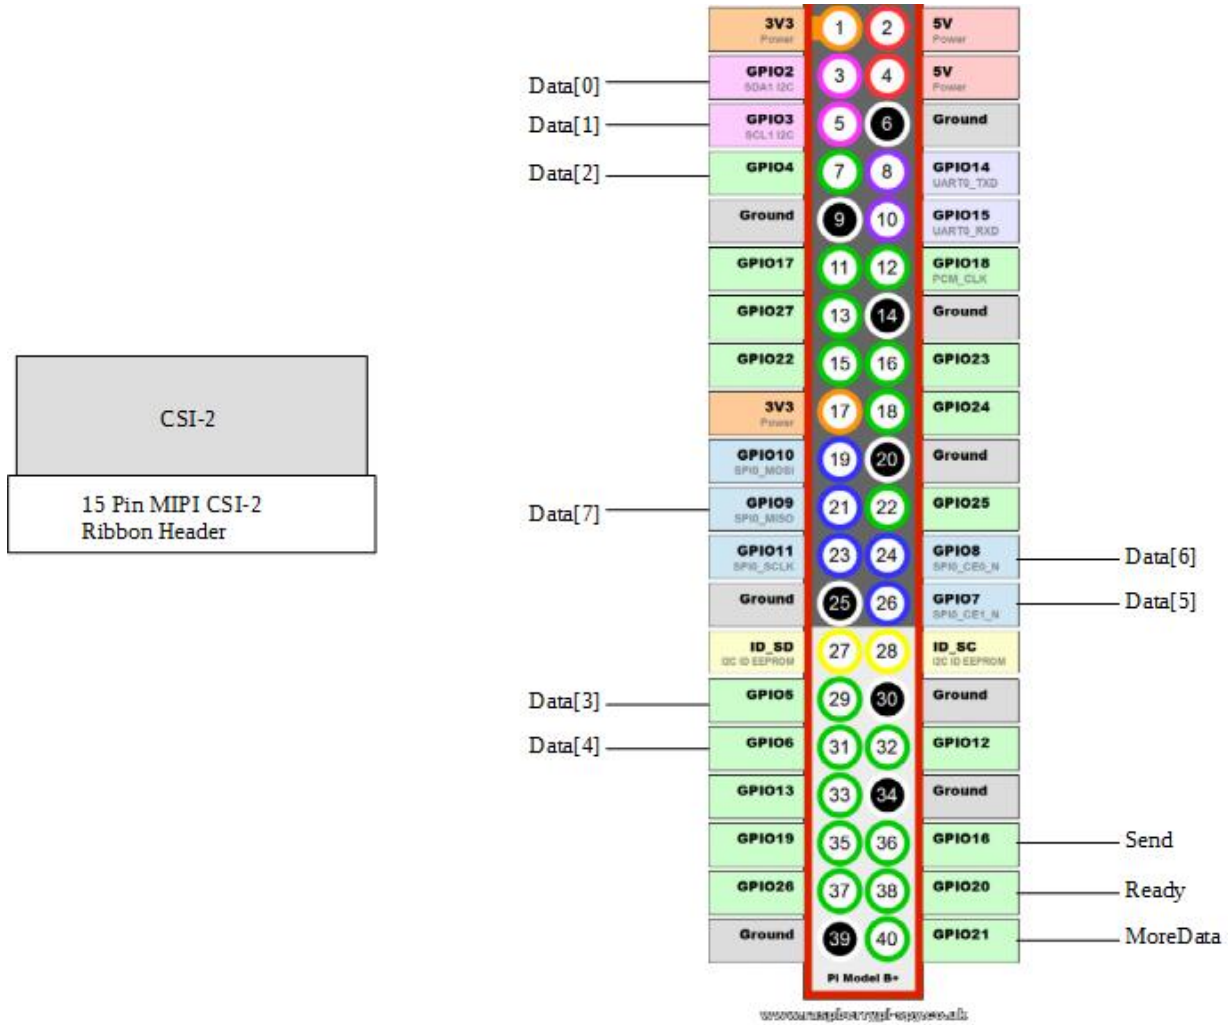 3V3
Power
1
2
5V
Power
Data[0]
GPIO2
SDA1 I2C
3
4
5V
Power
Data[1]
GPIO3
SCL1 I2C
5
6
Ground
Data[2]
GPIO4
7
8
GPIO14
UART0_TXD
Ground
9
10
GPIO15
UART0_RXD
GPIO17
11
12
GPIO18
PCM_CLK
GPIO27
13
14
Ground
GPIO22
15
16
GPIO23
3V3
Power
17
18
GPIO24
CSI-2
15 Pin MIPI CSI-2
Ribbon Header
GPIO10
SPI0_MOSI
19
20
Ground
Data[7]
GPIO9
SPI0_MISO
21
22
GPIO25
GPIO11
SPI0_SCLK
23
24
GPIO8
SPI0_CE0_N
Data[6]
Ground
25
26
GPIO7
SPI0_CE1_N
Data[5]
ID_SD
I2C ID EEPROM
27
28
ID_SC
I2C ID EEPROM
Data[3]
GPIO5
29
30
Ground
Data[4]
GPIO6
31
32
GPIO12
GPIO13
33
34
Ground
GPIO19
35
36
GPIO16
Send
GPIO26
37
38
GPIO20
Ready
Ground
39
40
GPIO21
MoreData
Pi Model B+
www.raspberrypi-spy.co.uk